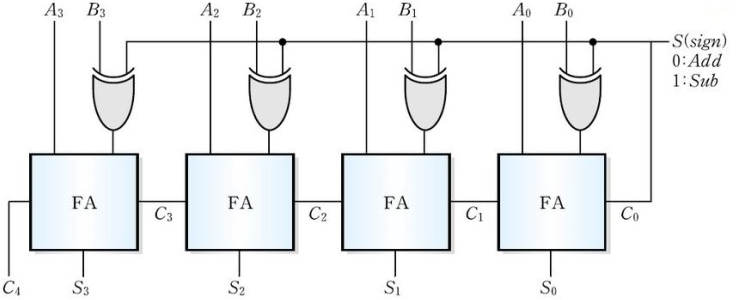 A₃ B₃ A₂ B₂ A₁ B₁ A₀ B₀
S(sign)
0:Add
1:Sub
FA FA FA FA
C₃ C₂ C₁ C₀
C₄ S₃ S₂ S₁ S₀